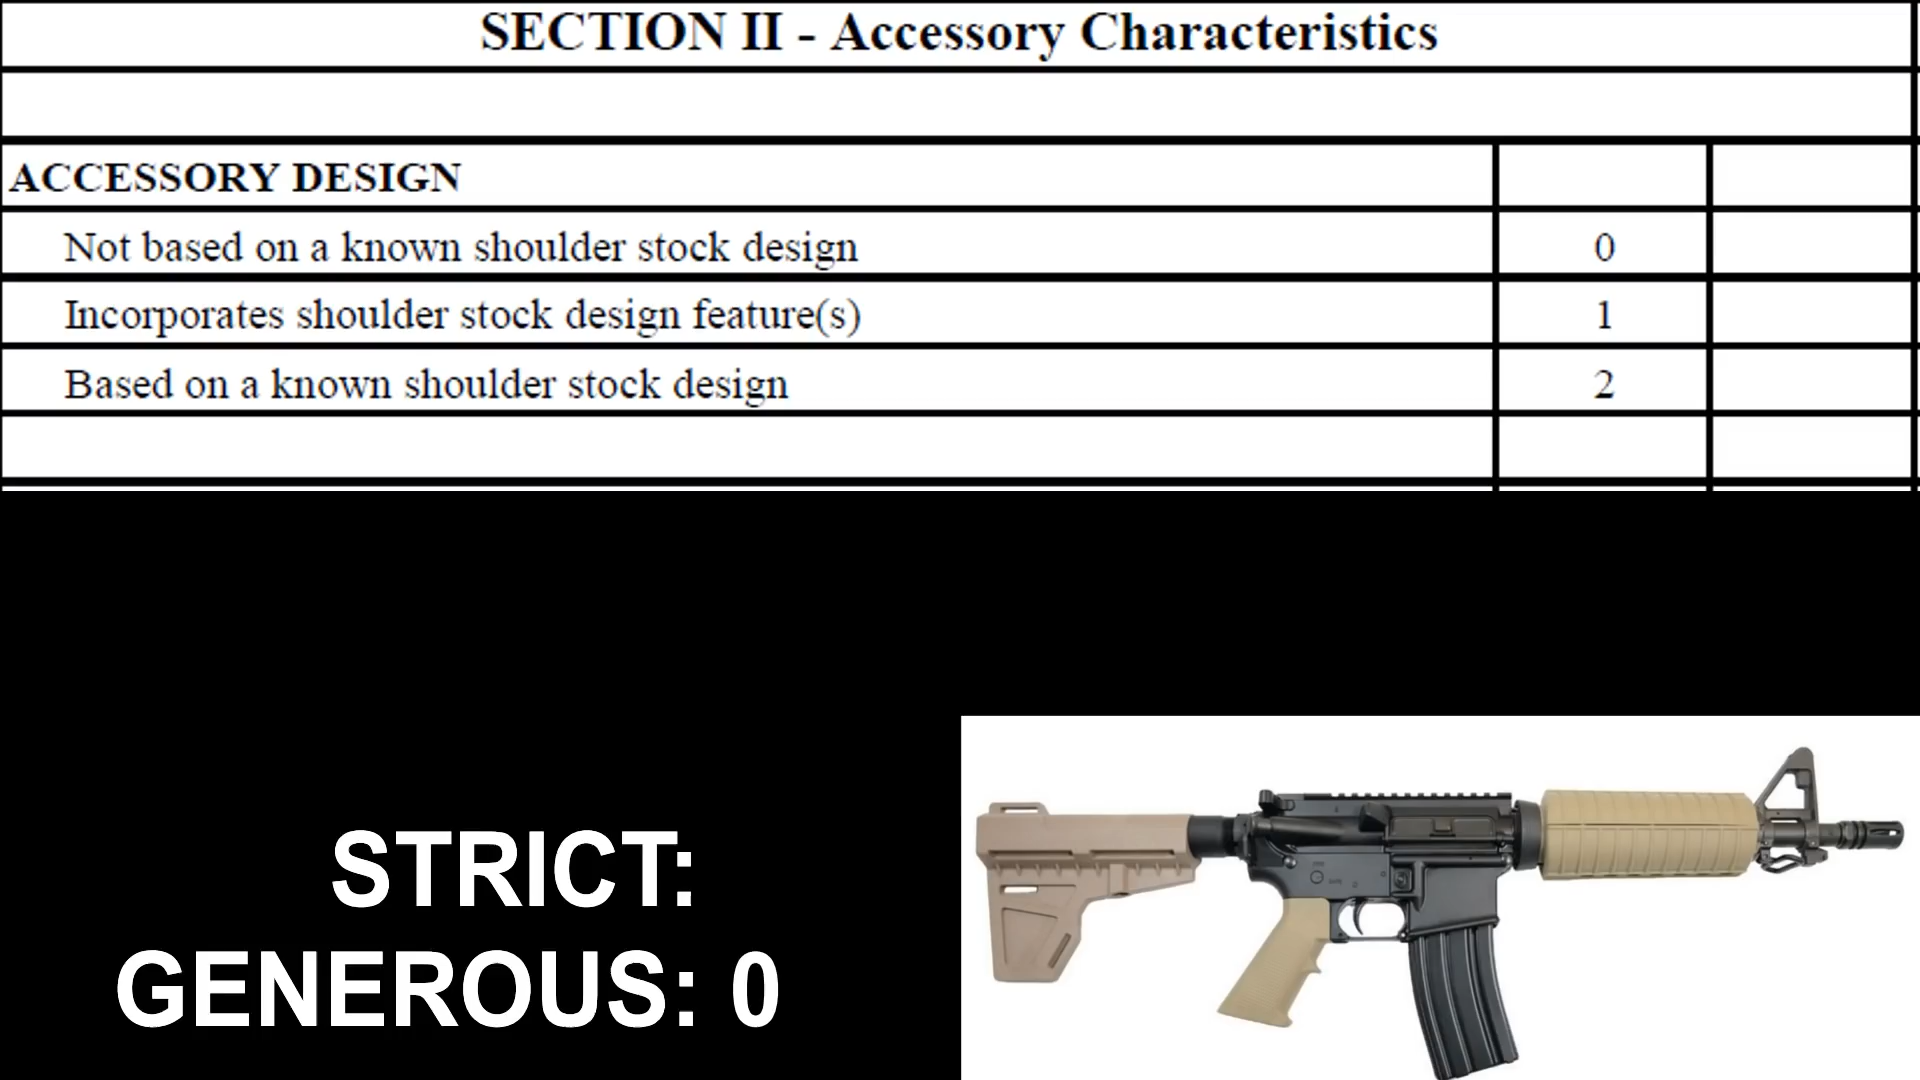 SECTION II - Accessory Characteristics
ACCESSORY DESIGN
Not based on a known shoulder stock design 0
Incorporates shoulder stock design feature(s) 1
Based on a known shoulder stock design 2
STRICT:
GENEROUS: 0